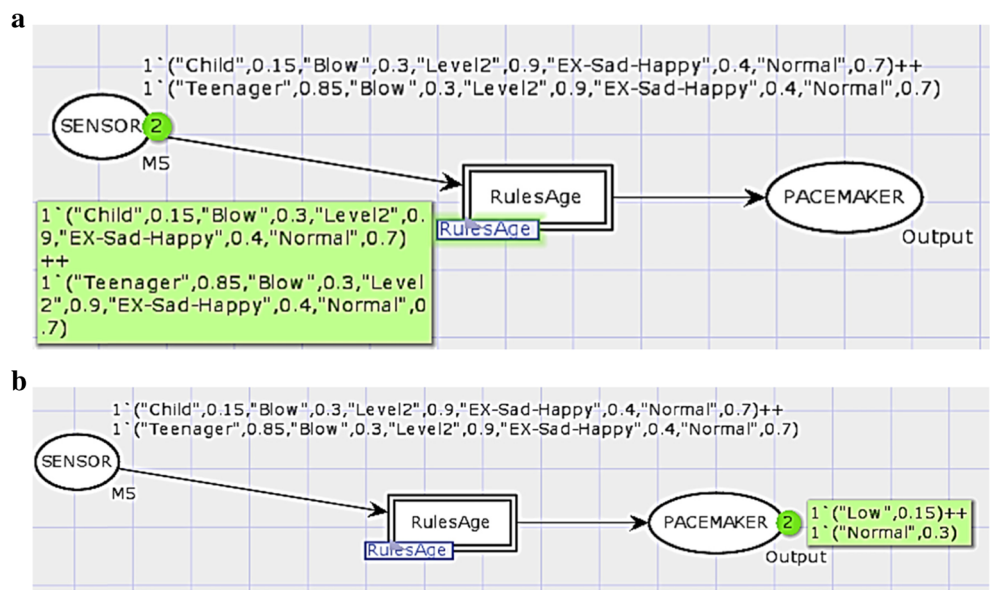 a
1`("Child",0.15,"Blow",0.3,"Level2",0.9,"EX-Sad-Happy",0.4,"Normal",0.7)++
1`("Teenager",0.85,"Blow",0.3,"Level2",0.9,"EX-Sad-Happy",0.4,"Normal",0.7)
SENSOR 2
M5
RulesAge
RulesAge
PACEMAKER
Output
1`("Child",0.15,"Blow",0.3,"Level2",0.
9,"EX-Sad-Happy",0.4,"Normal",0.7)
++
1`("Teenager",0.85,"Blow",0.3,"Level
2",0.9,"EX-Sad-Happy",0.4,"Normal",0
.7)
b
1`("Child",0.15,"Blow",0.3,"Level2",0.9,"EX-Sad-Happy",0.4,"Normal",0.7)++
1`("Teenager",0.85,"Blow",0.3,"Level2",0.9,"EX-Sad-Happy",0.4,"Normal",0.7)
SENSOR
M5
RulesAge
RulesAge
PACEMAKER 2
Output
1`("Low",0.15)++
1`("Normal",0.3)